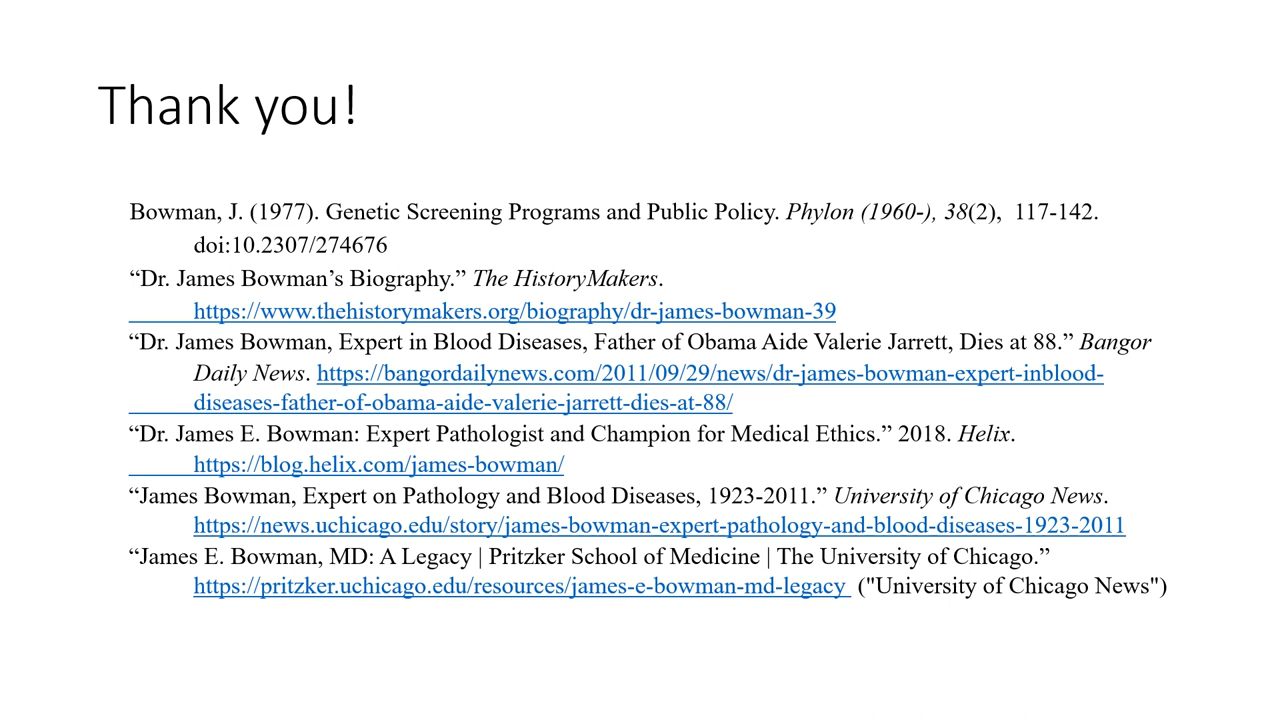 Thank you!
Bowman, J. (1977). Genetic Screening Programs and Public Policy. Phylon (1960-), 38(2),  117-142.
doi:10.2307/274676
“Dr. James Bowman’s Biography.” The HistoryMakers.
https://www.thehistorymakers.org/biography/dr-james-bowman-39
“Dr. James Bowman, Expert in Blood Diseases, Father of Obama Aide Valerie Jarrett, Dies at 88.” Bangor
Daily News. https://bangordailynews.com/2011/09/29/news/dr-james-bowman-expert-inblood-
diseases-father-of-obama-aide-valerie-jarrett-dies-at-88/
“Dr. James E. Bowman: Expert Pathologist and Champion for Medical Ethics.” 2018. Helix.
https://blog.helix.com/james-bowman/
“James Bowman, Expert on Pathology and Blood Diseases, 1923-2011.” University of Chicago News.
https://news.uchicago.edu/story/james-bowman-expert-pathology-and-blood-diseases-1923-2011
“James E. Bowman, MD: A Legacy | Pritzker School of Medicine | The University of Chicago.”
https://pritzker.uchicago.edu/resources/james-e-bowman-md-legacy  ("University of Chicago News")